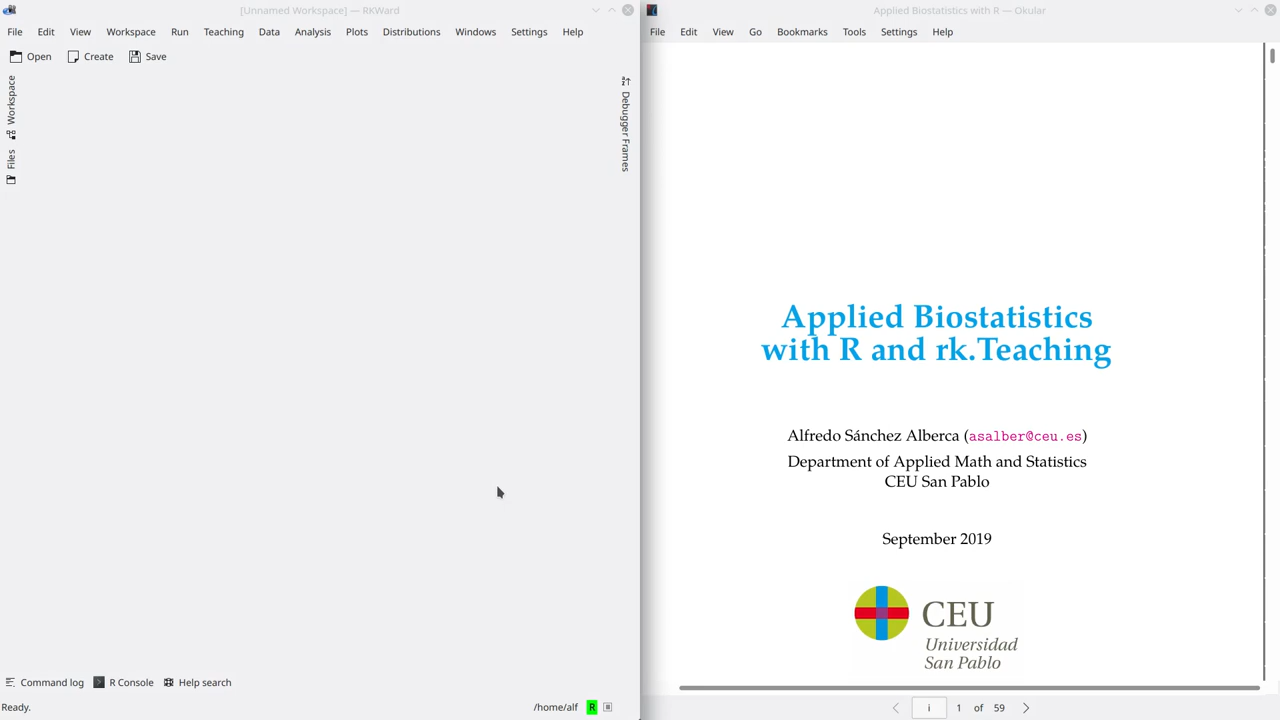 [Unnamed Workspace] — RKWard
File Edit View Workspace Run Teaching Data Analysis Plots Distributions Windows Settings Help
Open Create Save
Workspace
Files
Debugger Frames
Command log R Console Help search
Ready. /home/alf R
Applied Biostatistics with R — Okular
File Edit View Go Bookmarks Tools Settings Help
Applied Biostatistics
with R and rk.Teaching
Alfredo Sánchez Alberca (asalber@ceu.es)
Department of Applied Math and Statistics
CEU San Pablo
September 2019
CEU
Universidad
San Pablo
i 1 of 59